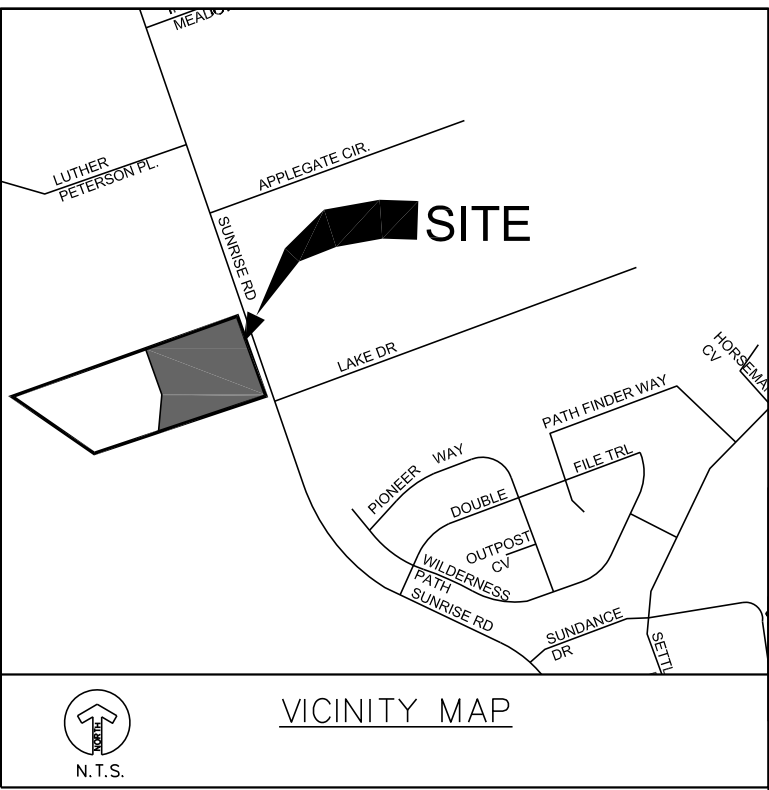 LUTHER
PETERSON PL.
APPLEGATE CIR.
SUNRISE RD
SITE
LAKE DR
PATH FINDER WAY
PIONEER WAY
DOUBLE FILE TRL
OUTPOST
CV
WILDERNESS
PATH
SUNRISE RD
SUNDANCE
DR
CV
VICINITY MAP
NORTH
N.T.S.